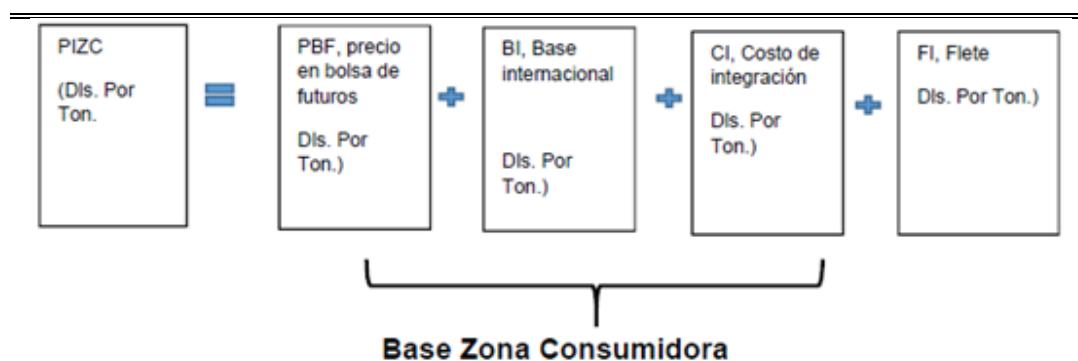 PIZC
(Dls. Por
Ton.
PBF, precio
en bolsa de
futuros
Dls. Por
Ton.)
BI, Base
internacional
Dls. Por
Ton.)
CI, Costo de
integración
Dls. Por
Ton.)
FI, Flete
Dls. Por Ton.)
Base Zona Consumidora